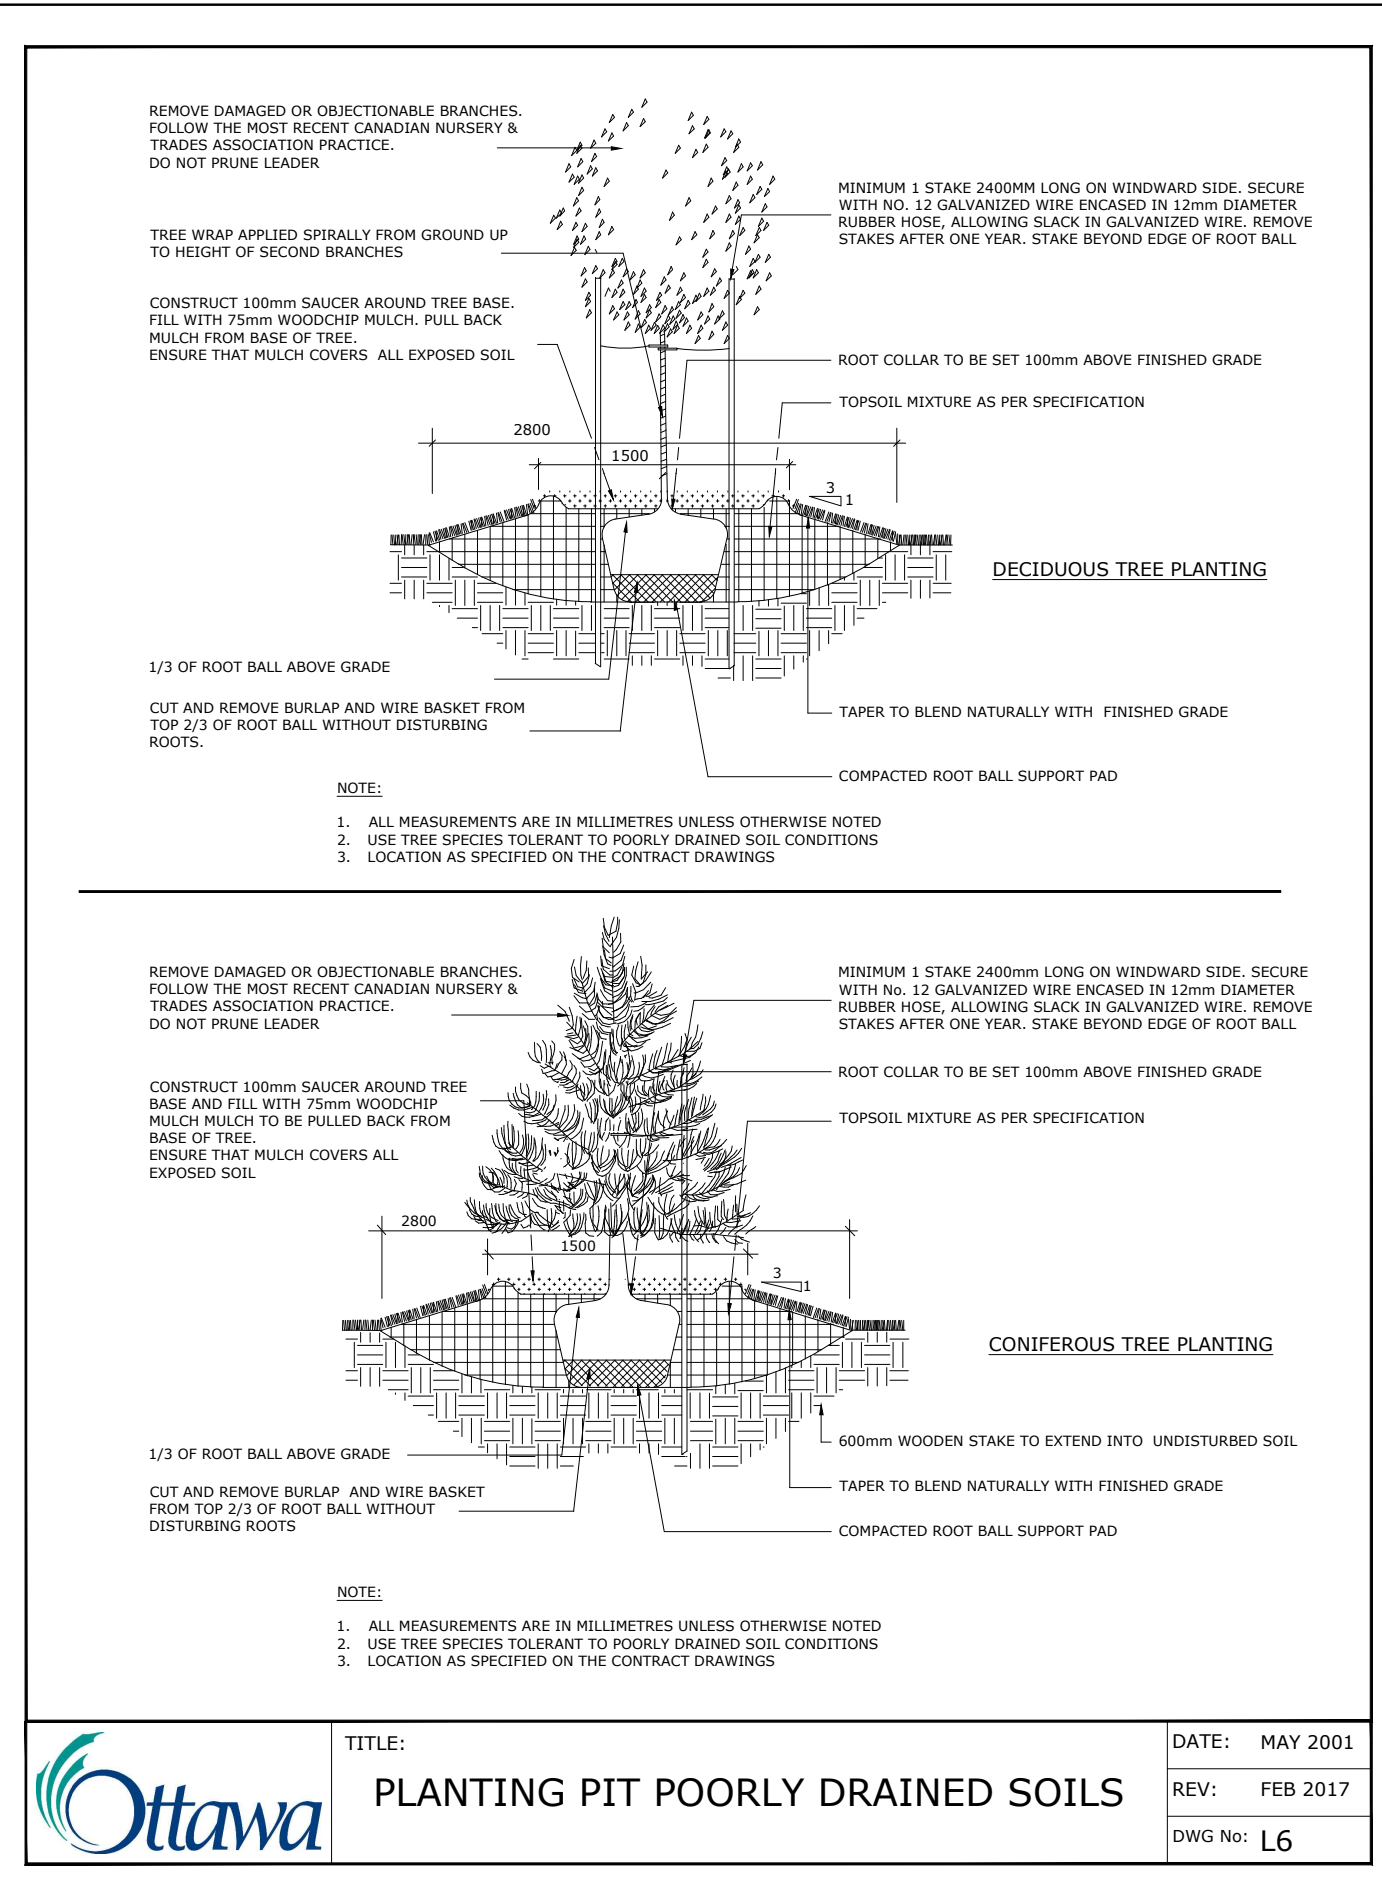 REMOVE DAMAGED OR OBJECTIONABLE BRANCHES.
FOLLOW THE MOST RECENT CANADIAN NURSERY &
TRADES ASSOCIATION PRACTICE.
DO NOT PRUNE LEADER
MINIMUM 1 STAKE 2400MM LONG ON WINDWARD SIDE. SECURE
WITH NO. 12 GALVANIZED WIRE ENCASED IN 12mm DIAMETER
RUBBER HOSE, ALLOWING SLACK IN GALVANIZED WIRE. REMOVE
STAKES AFTER ONE YEAR. STAKE BEYOND EDGE OF ROOT BALL
TREE WRAP APPLIED SPIRALLY FROM GROUND UP
TO HEIGHT OF SECOND BRANCHES
CONSTRUCT 100mm SAUCER AROUND TREE BASE.
FILL WITH 75mm WOODCHIP MULCH. PULL BACK
MULCH FROM BASE OF TREE.
ENSURE THAT MULCH COVERS ALL EXPOSED SOIL
ROOT COLLAR TO BE SET 100mm ABOVE FINISHED GRADE
TOPSOIL MIXTURE AS PER SPECIFICATION
2800
1500
3
1
DECIDUOUS TREE PLANTING
1/3 OF ROOT BALL ABOVE GRADE
CUT AND REMOVE BURLAP AND WIRE BASKET FROM
TOP 2/3 OF ROOT BALL WITHOUT DISTURBING
ROOTS.
TAPER TO BLEND NATURALLY WITH FINISHED GRADE
COMPACTED ROOT BALL SUPPORT PAD
NOTE:
1. ALL MEASUREMENTS ARE IN MILLIMETRES UNLESS OTHERWISE NOTED
2. USE TREE SPECIES TOLERANT TO POORLY DRAINED SOIL CONDITIONS
3. LOCATION AS SPECIFIED ON THE CONTRACT DRAWINGS
REMOVE DAMAGED OR OBJECTIONABLE BRANCHES.
FOLLOW THE MOST RECENT CANADIAN NURSERY &
TRADES ASSOCIATION PRACTICE.
DO NOT PRUNE LEADER
MINIMUM 1 STAKE 2400mm LONG ON WINDWARD SIDE. SECURE
WITH No. 12 GALVANIZED WIRE ENCASED IN 12mm DIAMETER
RUBBER HOSE, ALLOWING SLACK IN GALVANIZED WIRE. REMOVE
STAKES AFTER ONE YEAR. STAKE BEYOND EDGE OF ROOT BALL
ROOT COLLAR TO BE SET 100mm ABOVE FINISHED GRADE
CONSTRUCT 100mm SAUCER AROUND TREE
BASE AND FILL WITH 75mm WOODCHIP
MULCH MULCH TO BE PULLED BACK FROM
BASE OF TREE.
ENSURE THAT MULCH COVERS ALL
EXPOSED SOIL
TOPSOIL MIXTURE AS PER SPECIFICATION
2800
1500
3
1
CONIFEROUS TREE PLANTING
1/3 OF ROOT BALL ABOVE GRADE
CUT AND REMOVE BURLAP AND WIRE BASKET
FROM TOP 2/3 OF ROOT BALL WITHOUT
DISTURBING ROOTS
600mm WOODEN STAKE TO EXTEND INTO UNDISTURBED SOIL
TAPER TO BLEND NATURALLY WITH FINISHED GRADE
COMPACTED ROOT BALL SUPPORT PAD
NOTE:
1. ALL MEASUREMENTS ARE IN MILLIMETRES UNLESS OTHERWISE NOTED
2. USE TREE SPECIES TOLERANT TO POORLY DRAINED SOIL CONDITIONS
3. LOCATION AS SPECIFIED ON THE CONTRACT DRAWINGS
Ottawa
TITLE:
PLANTING PIT POORLY DRAINED SOILS
DATE: MAY 2001
REV: FEB 2017
DWG No: L6